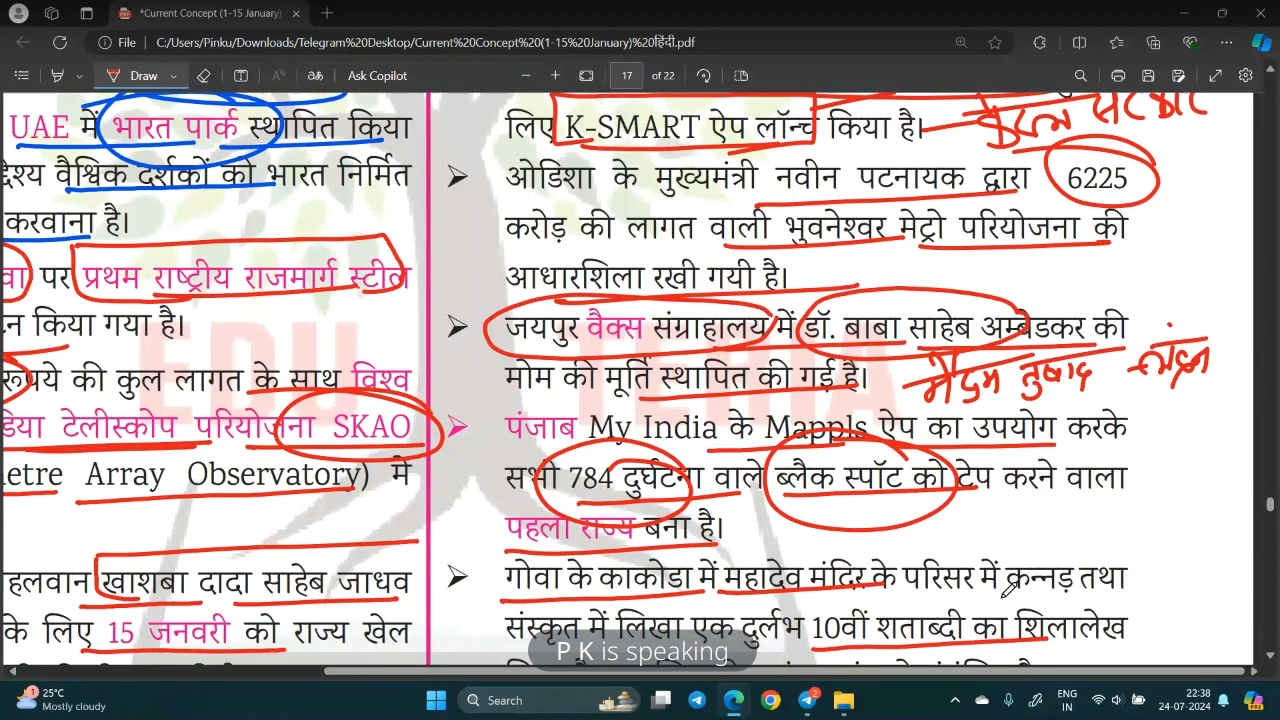 *Current Concept (1-15 January)
File C:/Users/Pinku/Downloads/Telegram%20Desktop/Current%20Concept%20(1-15%20January)%20हिंदी.pdf
Draw
Ask Copilot
17 of 22
UAE में भारत पार्क स्थपित किया
द्देश्य वैश्विक दर्शकों को भारत निर्मित
करवाना है।
वा पर प्रथम राष्ट्रीय राजमार्ग स्टील
न किया गया है।
रूपये की कुल लागत के साथ विश्व
डिया टेलीस्कोप परियोजना SKAO
etre Array Observatory) में
हलवान खाशबा दादा साहेब जाधव
के लिए 15 जनवरी को राज्य खेल
लिए K-SMART ऐप लॉन्च किया है।
ओडिशा के मुख्यमंत्री नवीन पटनायक द्वारा 6225
करोड़ की लागत वाली भुवनेश्वर मेट्रो परियोजना की
आधारशिला रखी गयी है।
जयपुर वैक्स संग्राहालय में डॉ. बाबा साहेब अम्बेडकर की
मोम की मूर्ति स्थापित की गई है।
मैडम तुषाद लंदन
पंजाब My India के Mappls ऐप का उपयोग करके
सभी 784 दुर्घटना वाले ब्लैक स्पॉट को टेप करने वाला
पहला राज्य बना है।
गोवा के काकोडा में महादेव मंदिर के परिसर में कन्नड़ तथा
संस्कृत में लिखा एक दुर्लभ 10वीं शताब्दी का शिलालेख
EDU
P K is speaking
25°C
Mostly cloudy
Search
2
ENG
IN
22:38
24-07-2024